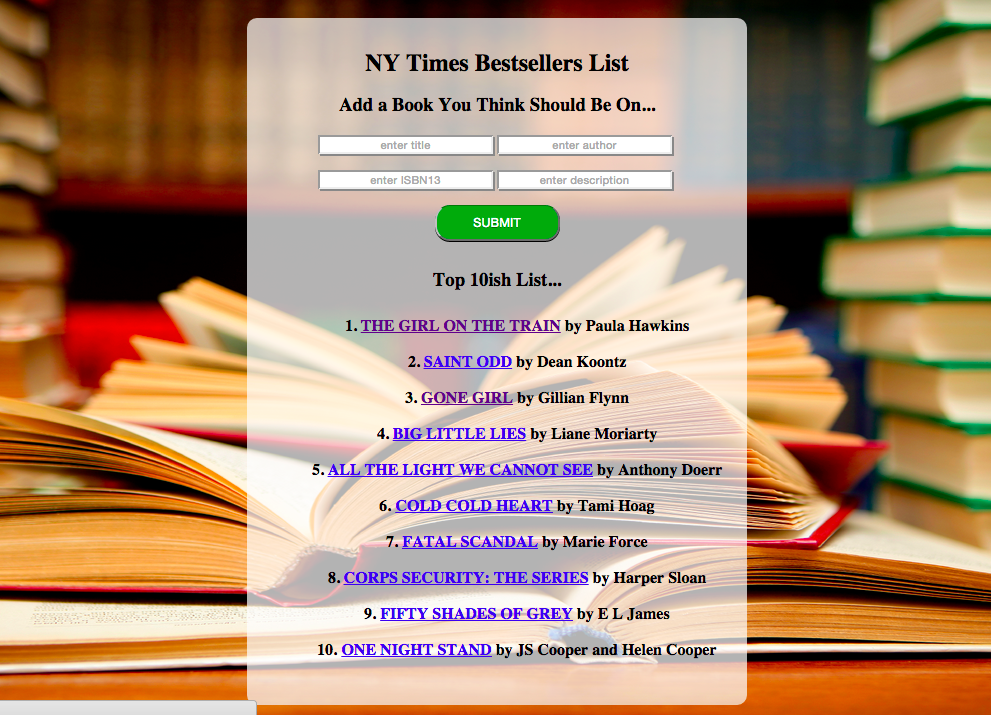 NY Times Bestsellers List
Add a Book You Think Should Be On...
enter title enter author
enter ISBN13 enter description
SUBMIT
Top 10ish List...
1. THE GIRL ON THE TRAIN by Paula Hawkins
2. SAINT ODD by Dean Koontz
3. GONE GIRL by Gillian Flynn
4. BIG LITTLE LIES by Liane Moriarty
5. ALL THE LIGHT WE CANNOT SEE by Anthony Doerr
6. COLD COLD HEART by Tami Hoag
7. FATAL SCANDAL by Marie Force
8. CORPS SECURITY: THE SERIES by Harper Sloan
9. FIFTY SHADES OF GREY by E L James
10. ONE NIGHT STAND by JS Cooper and Helen Cooper